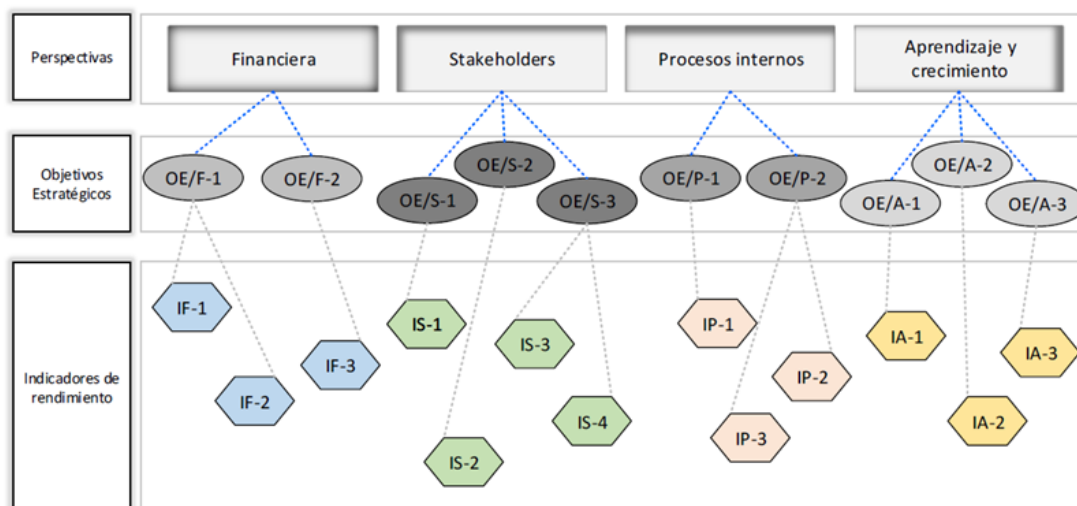 Perspectivas
Financiera
Stakeholders
Procesos internos
Aprendizaje y
crecimiento
Objetivos
Estratégicos
OE/F-1
OE/F-2
OE/S-1
OE/S-2
OE/S-3
OE/P-1
OE/P-2
OE/A-1
OE/A-2
OE/A-3
Indicadores de
rendimiento
IF-1
IF-2
IF-3
IS-1
IS-2
IS-3
IS-4
IP-1
IP-2
IP-3
IA-1
IA-2
IA-3